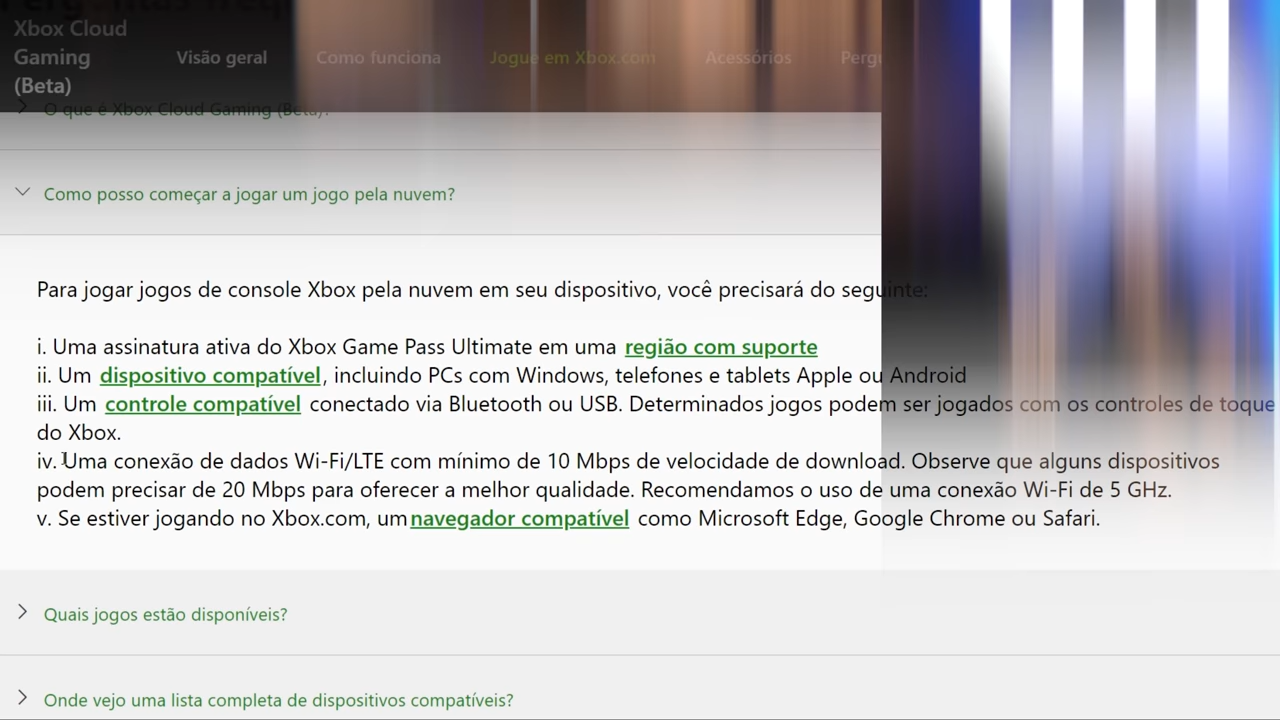 Xbox Cloud
Gaming
(Beta)
Visão geral
Como funciona
Jogue em Xbox.com
Acessórios
Perg
O que é Xbox Cloud Gaming (Beta)?
Como posso começar a jogar um jogo pela nuvem?
Para jogar jogos de console Xbox pela nuvem em seu dispositivo, você precisará do seguinte:
i. Uma assinatura ativa do Xbox Game Pass Ultimate em uma região com suporte
ii. Um dispositivo compatível, incluindo PCs com Windows, telefones e tablets Apple ou Android
iii. Um controle compatível conectado via Bluetooth ou USB. Determinados jogos podem ser jogados com os controles de toque
do Xbox.
iv. Uma conexão de dados Wi-Fi/LTE com mínimo de 10 Mbps de velocidade de download. Observe que alguns dispositivos
podem precisar de 20 Mbps para oferecer a melhor qualidade. Recomendamos o uso de uma conexão Wi-Fi de 5 GHz.
v. Se estiver jogando no Xbox.com, um navegador compatível como Microsoft Edge, Google Chrome ou Safari.
Quais jogos estão disponíveis?
Onde vejo uma lista completa de dispositivos compatíveis?